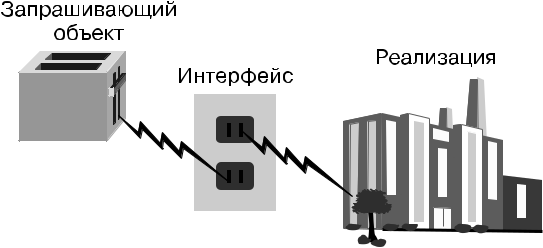 Запрашивающий
объект
Интерфейс
Реализация